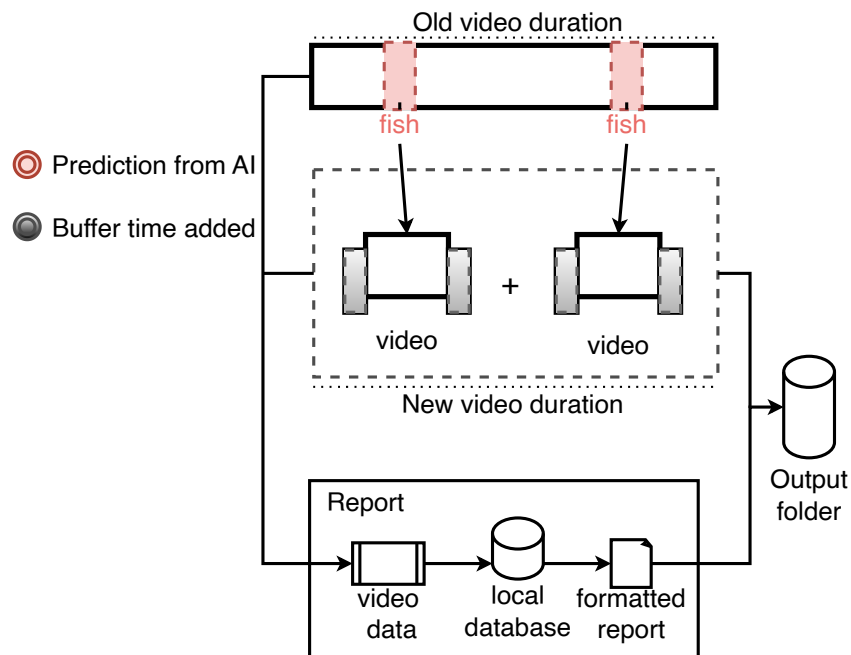 Old video duration
fish
fish
Prediction from AI
Buffer time added
+
video
video
New video duration
Output
folder
Report
video
data
local
database
formatted
report